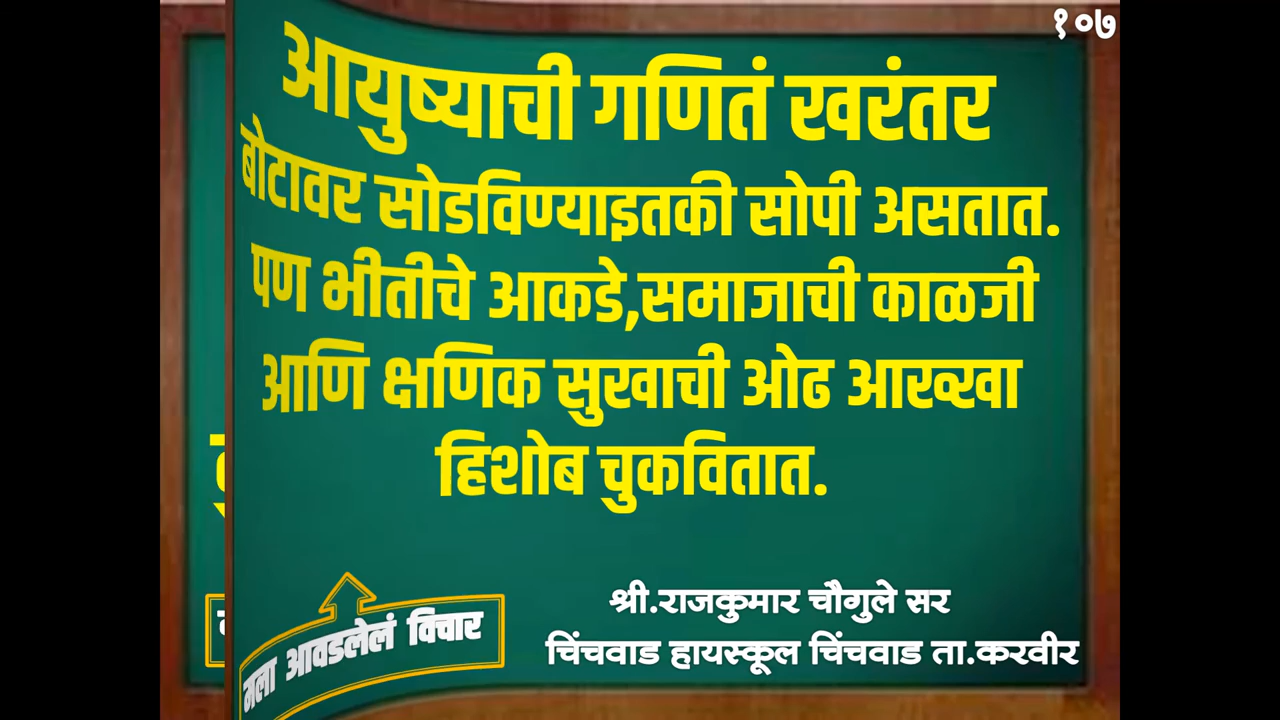 १०७
आयुष्याची गणितं खरंतर
बोटावर सोडविण्याइतकी सोपी असतात.
पण भीतीचे आकडे,समाजाची काळजी
आणि क्षणिक सुखाची ओढ आख्खा
हिशोब चुकवितात.
श्री.राजकुमार चौगुले सर
मला आवडलेलं विचार
चिंचवाड हायस्कूल चिंचवाड ता.करवीर